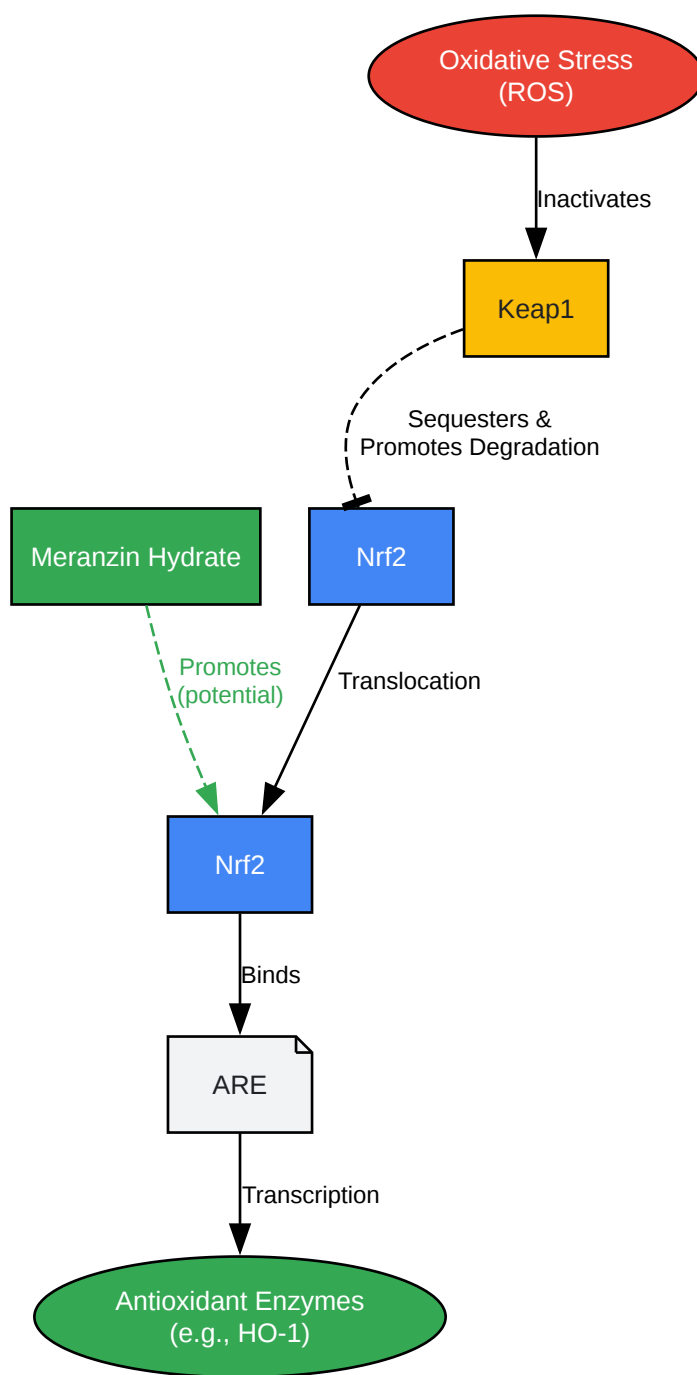 Oxidative Stress
(ROS)
Inactivates
Keap1
Sequesters &
Promotes Degradation
Meranzin Hydrate
Nrf2
Promotes
(potential)
Translocation
Nrf2
Binds
ARE
Transcription
Antioxidant Enzymes
(e.g., HO-1)